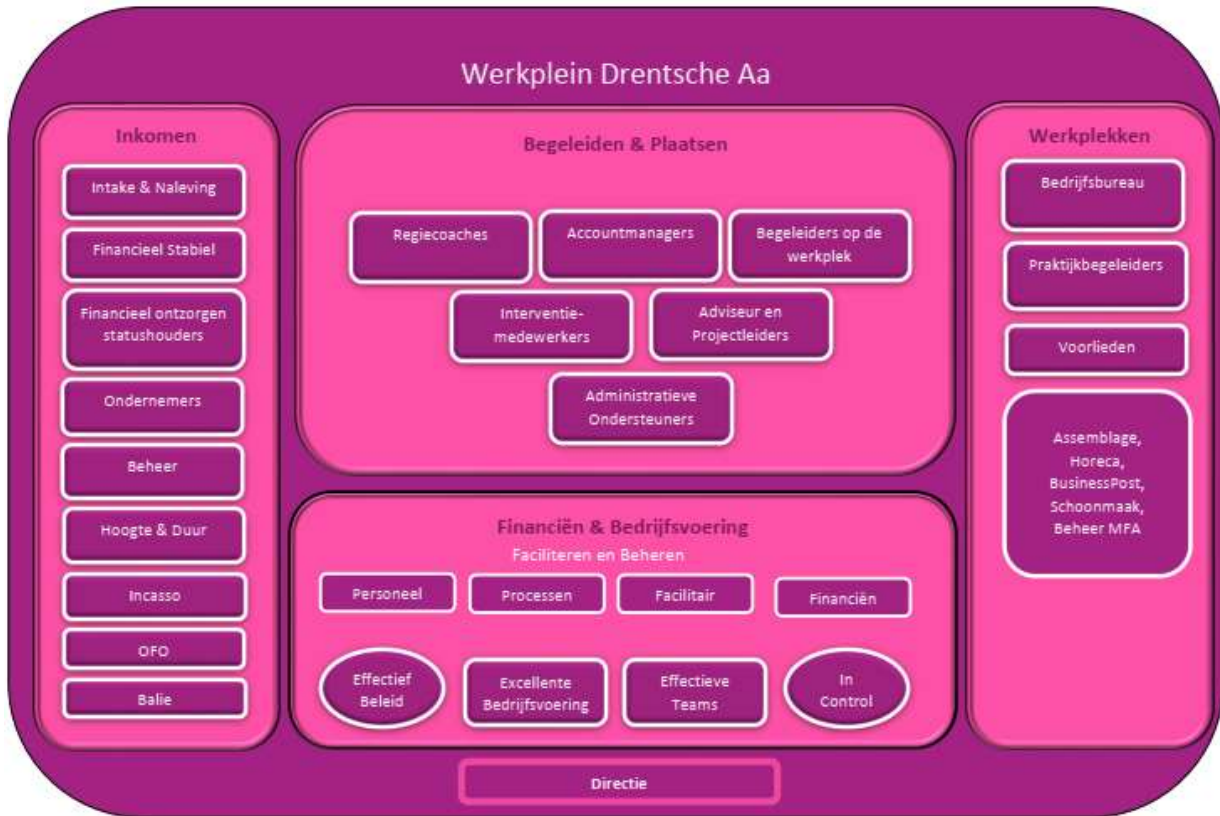 Werkplein Drentsche Aa
Inkomen
Intake & Naleving
Financieel Stabiel
Financieel ontzorgen
statushouders
Ondernemers
Beheer
Hoogte & Duur
Incasso
OFO
Balie
Begeleiden & Plaatsen
Regiecoaches
Accountmanagers
Begeleiders op de
werkplek
Interventie-
medewerkers
Adviseur en
Projectleiders
Administratieve
Ondersteuners
Financiën & Bedrijfsvoering
Faciliteren en Beheren
Personeel
Processen
Facilitair
Financiën
Effectief
Beleid
Excellente
Bedrijfsvoering
Effectieve
Teams
In
Control
Werkplekken
Bedrijfsbureau
Praktijkbegeleiders
Voorlieden
Assemblage,
Horeca,
BusinessPost,
Schoonmaak,
Beheer MFA
Directie